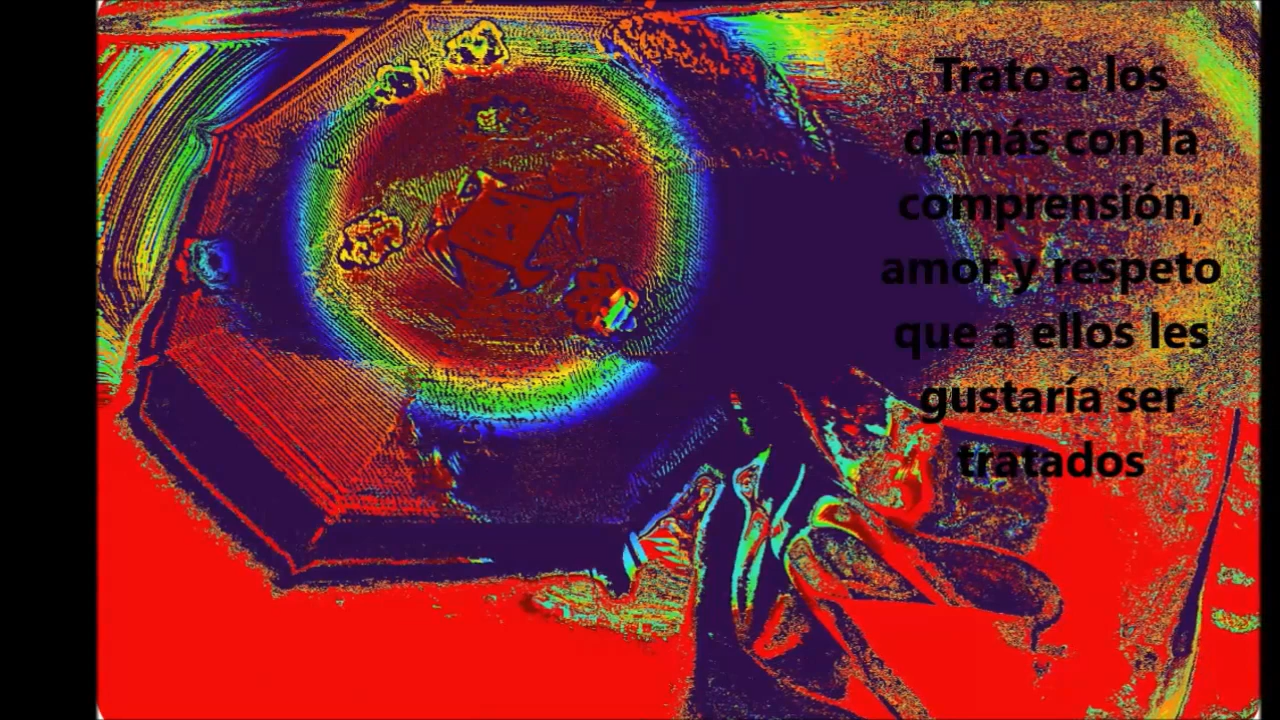 Trato a los
demás con la
comprensión,
amor y respeto
que a ellos les
gustaría ser
tratados